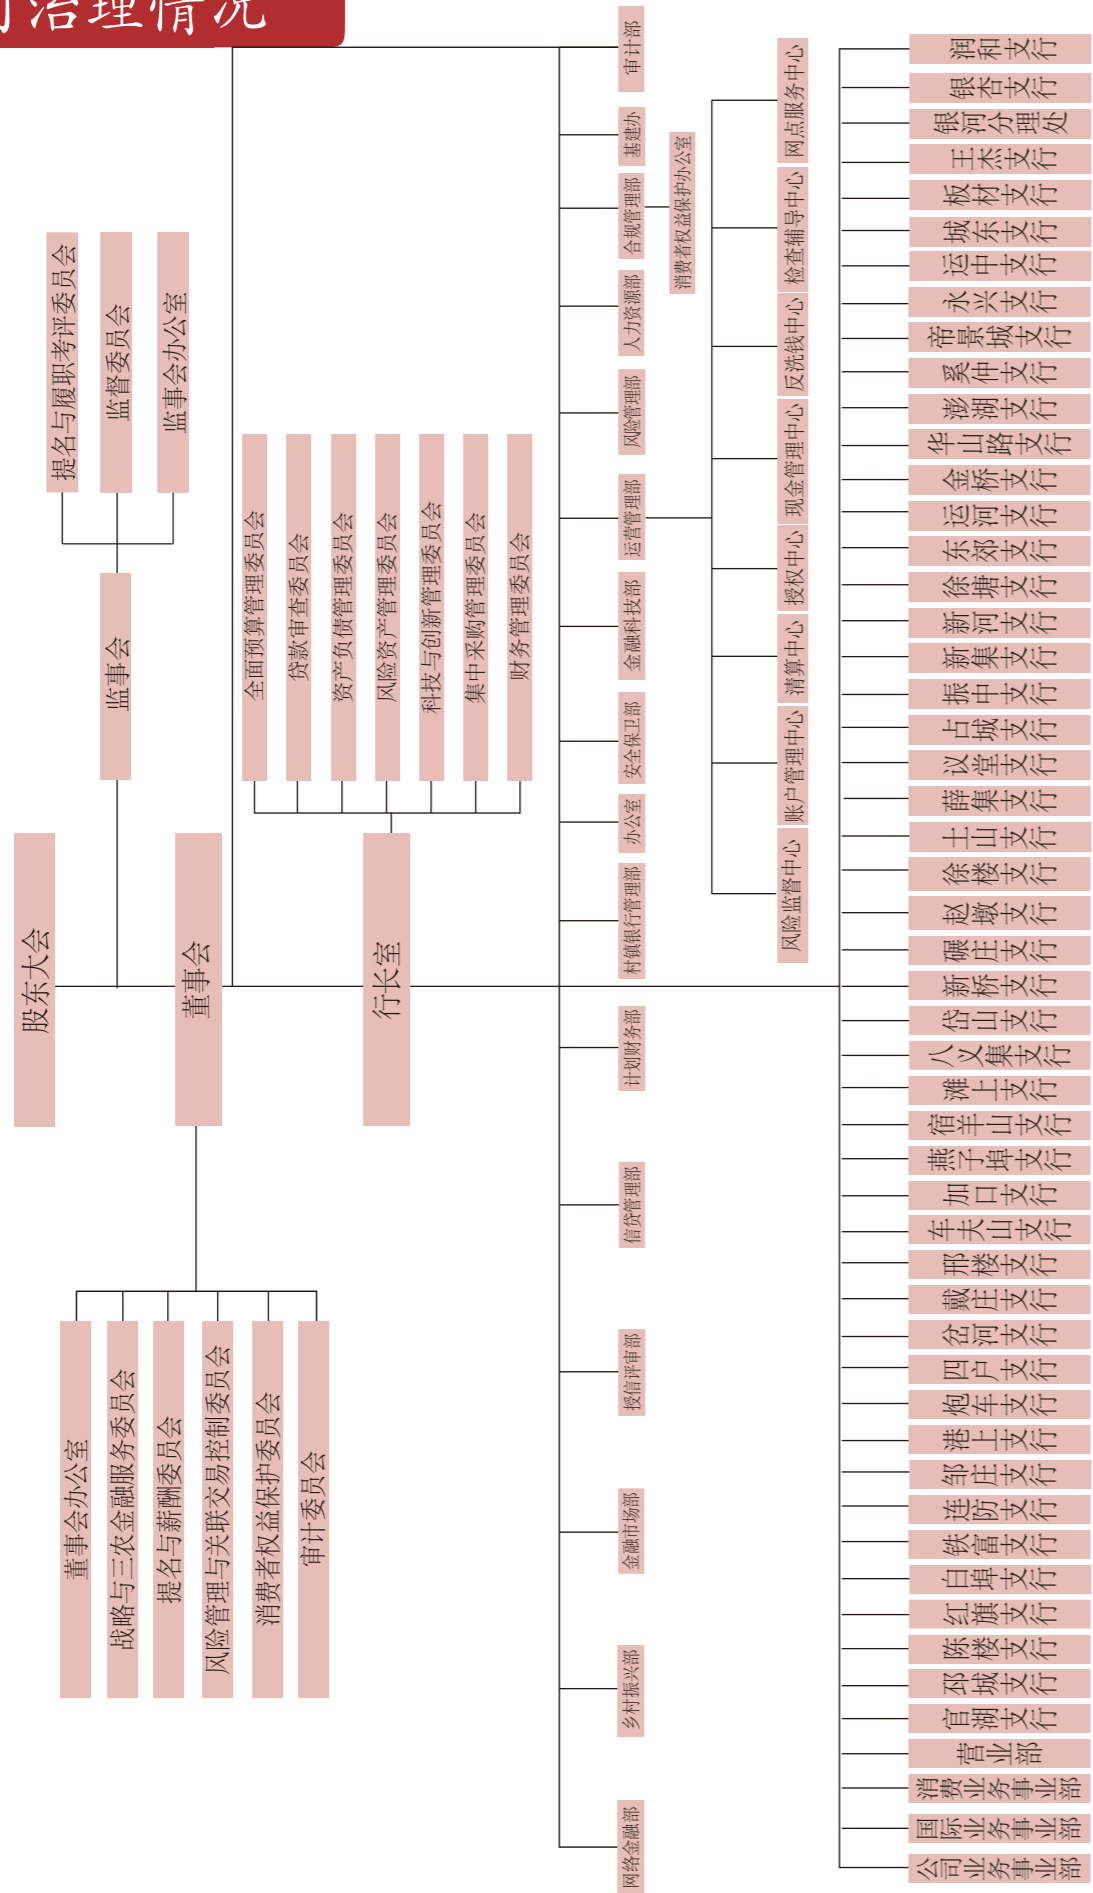 治理情况
股东大会
监事会
提名与履职考评委员会
监督委员会
监事会办公室
董事会
董事会办公室
战略与三农金融服务委员会
提名与薪酬委员会
风险管理与关联交易控制委员会
消费者权益保护委员会
审计委员会
行长室
全面预算管理委员会
贷款审查委员会
资产负债管理委员会
风险资产管理委员会
科技与创新管理委员会
集中采购管理委员会
财务管理委员会
网络金融部
乡村振兴部
金融市场部
授信评审部
信贷管理部
计划财务部
村镇银行管理部
办公室
安全保卫部
金融科技部
运营管理部
风险管理部
人力资源部
合规管理部
基建办
审计部
消费者权益保护办公室
风险监督中心
账户管理中心
清算中心
授权中心
现金管理中心
反洗钱中心
检查辅导中心
网点服务中心
公司业务事业部
国际业务事业部
消费业务事业部
营业部
官湖支行
邳城支行
陈楼支行
红旗支行
白埠支行
铁富支行
连防支行
邹庄支行
港上支行
炮车支行
四户支行
岔河支行
戴庄支行
邢楼支行
车夫山支行
加口支行
燕子埠支行
宿羊山支行
滩上支行
八义集支行
岱山支行
新桥支行
碾庄支行
赵墩支行
徐楼支行
土山支行
薛集支行
议堂支行
占城支行
振中支行
新集支行
新河支行
徐塘支行
东郊支行
运河支行
金桥支行
华山路支行
澎湖支行
奚仲支行
帝景城支行
永兴支行
运中支行
城东支行
板材支行
王杰支行
银河分理处
银杏支行
润和支行